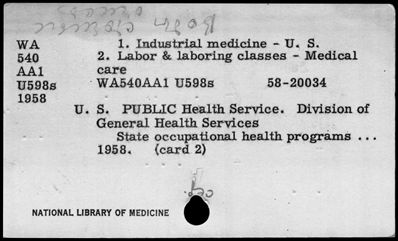 WA 1. Industrial medicine - U. S.
540 2. Labor & laboring classes - Medical
AA1 care
U598s WA540AA1 U598s 58-20034
1958
U. S. PUBLIC Health Service. Division of
General Health Services
State occupational health programs ...
1958. (card 2)
NATIONAL LIBRARY OF MEDICINE